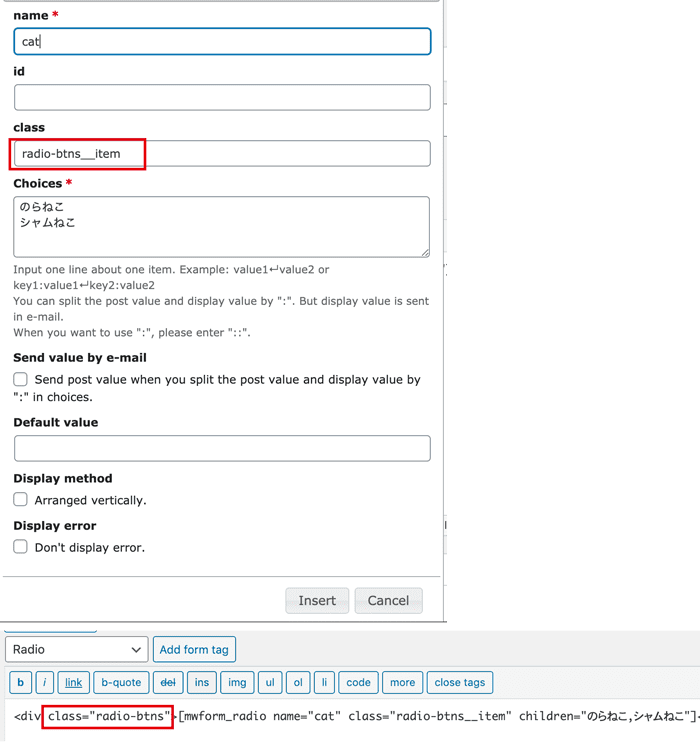 name *
cat
id
class
radio-btns__item
Choices *
のらねこ
シャムねこ
Input one line about one item. Example: value1↵value2 or
key1:value1↵key2:value2
You can split the post value and display value by ":". But display value is sent
in e-mail.
When you want to use ":", please enter "::".
Send value by e-mail
Send post value when you split the post value and display value by
":" in choices.
Default value
Display method
Arranged vertically.
Display error
Don't display error.
Insert Cancel
Radio Add form tag
b i link b-quote del ins img ul ol li code more close tags
<div class="radio-btns">[mwform_radio name="cat" class="radio-btns__item" children="のらねこ,シャムねこ"]